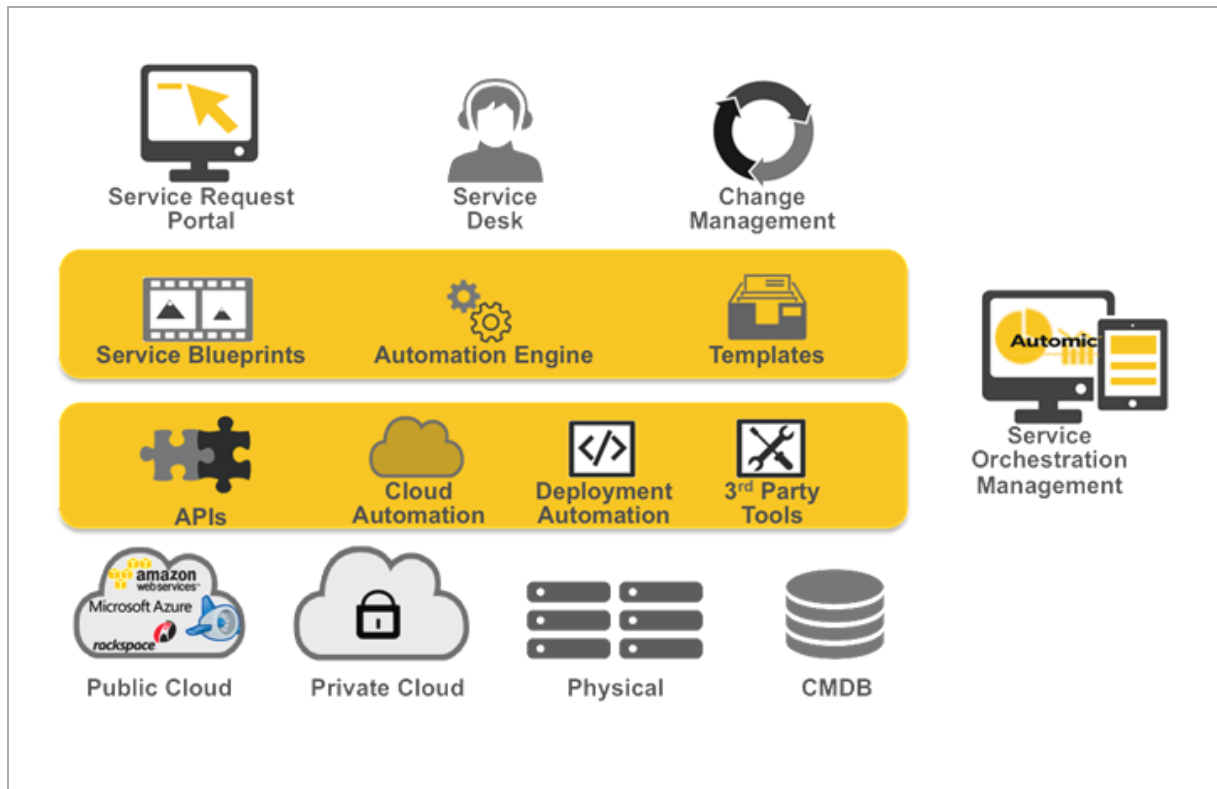 Service Request
Portal
Service
Desk
Change
Management
Service Blueprints
Automation Engine
Templates
Automic
Service
Orchestration
Management
APIs
Cloud
Automation
Deployment
Automation
3rd Party
Tools
amazon
webservices™
Microsoft Azure
rackspace
Public Cloud
Private Cloud
Physical
CMDB